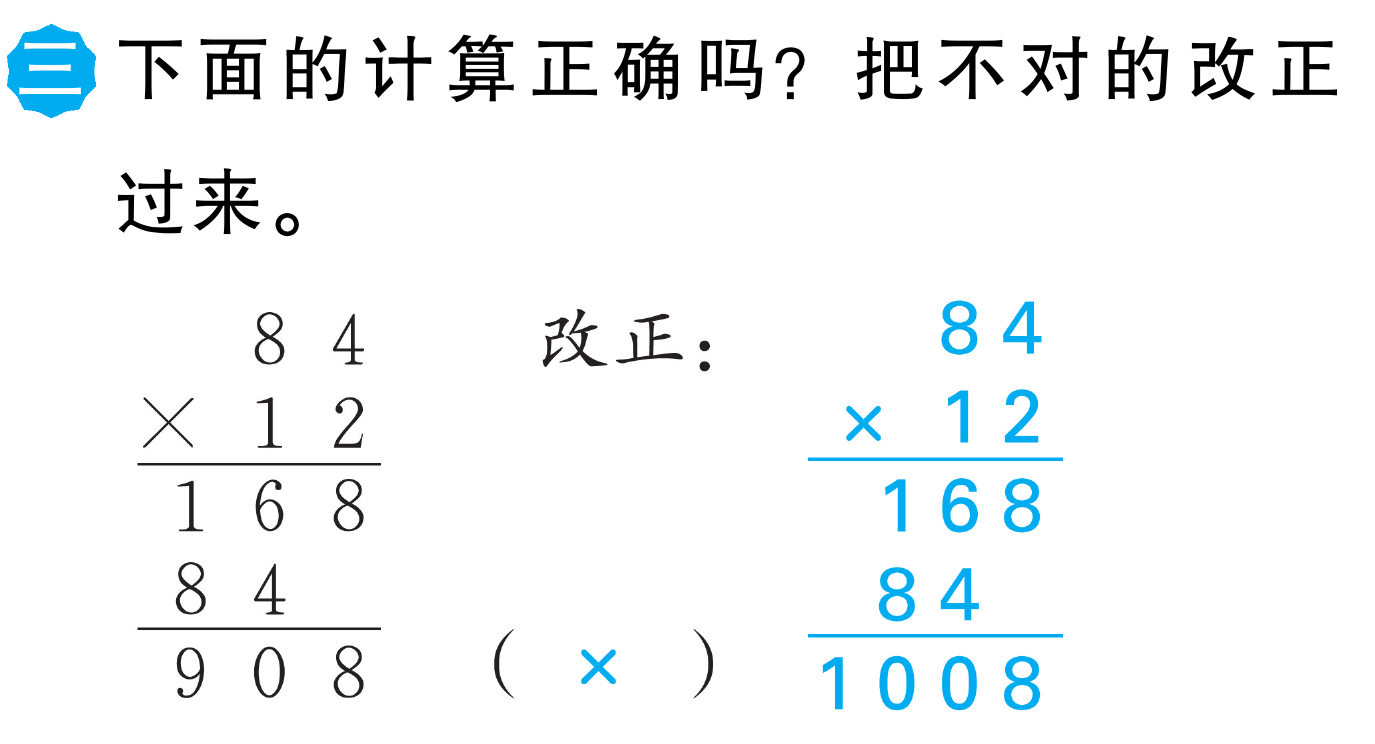 三 下面的计算正确吗？把不对的改正
过来。
8 4 改正： 8 4
× 1 2 × 1 2
1 6 8 1 6 8
8 4 8 4
9 0 8 ( × ) 1 0 0 8